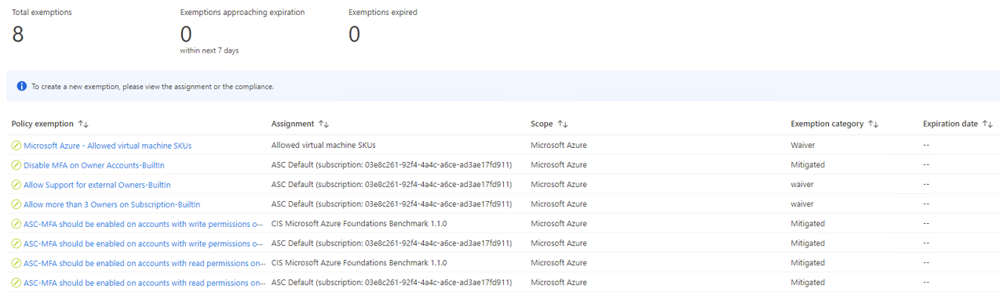 Total exemptions Exemptions approaching expiration Exemptions expired
8 0 0
within next 7 days
To create a new exemption, please view the assignment or the compliance.
Policy exemption Assignment Scope Exemption category Expiration date
Microsoft Azure - Allowed virtual machine SKUs Allowed virtual machine SKUs Microsoft Azure Waiver --
Disable MFA on Owner Accounts-BuiltIn ASC Default (subscription: 03e8c261-92f4-4a4c-a6ce-ad3ae17fd911) Microsoft Azure Mitigated --
Allow Support for external Owners-BuiltIn ASC Default (subscription: 03e8c261-92f4-4a4c-a6ce-ad3ae17fd911) Microsoft Azure waiver --
Allow more than 3 Owners on Subscription-BuiltIn ASC Default (subscription: 03e8c261-92f4-4a4c-a6ce-ad3ae17fd911) Microsoft Azure waiver --
ASC-MFA should be enabled on accounts with write permissions o... CIS Microsoft Azure Foundations Benchmark 1.1.0 Microsoft Azure Mitigated --
ASC-MFA should be enabled on accounts with write permissions o... ASC Default (subscription: 03e8c261-92f4-4a4c-a6ce-ad3ae17fd911) Microsoft Azure Mitigated --
ASC-MFA should be enabled on accounts with read permissions on... CIS Microsoft Azure Foundations Benchmark 1.1.0 Microsoft Azure Mitigated --
ASC-MFA should be enabled on accounts with read permissions on... ASC Default (subscription: 03e8c261-92f4-4a4c-a6ce-ad3ae17fd911) Microsoft Azure Mitigated --